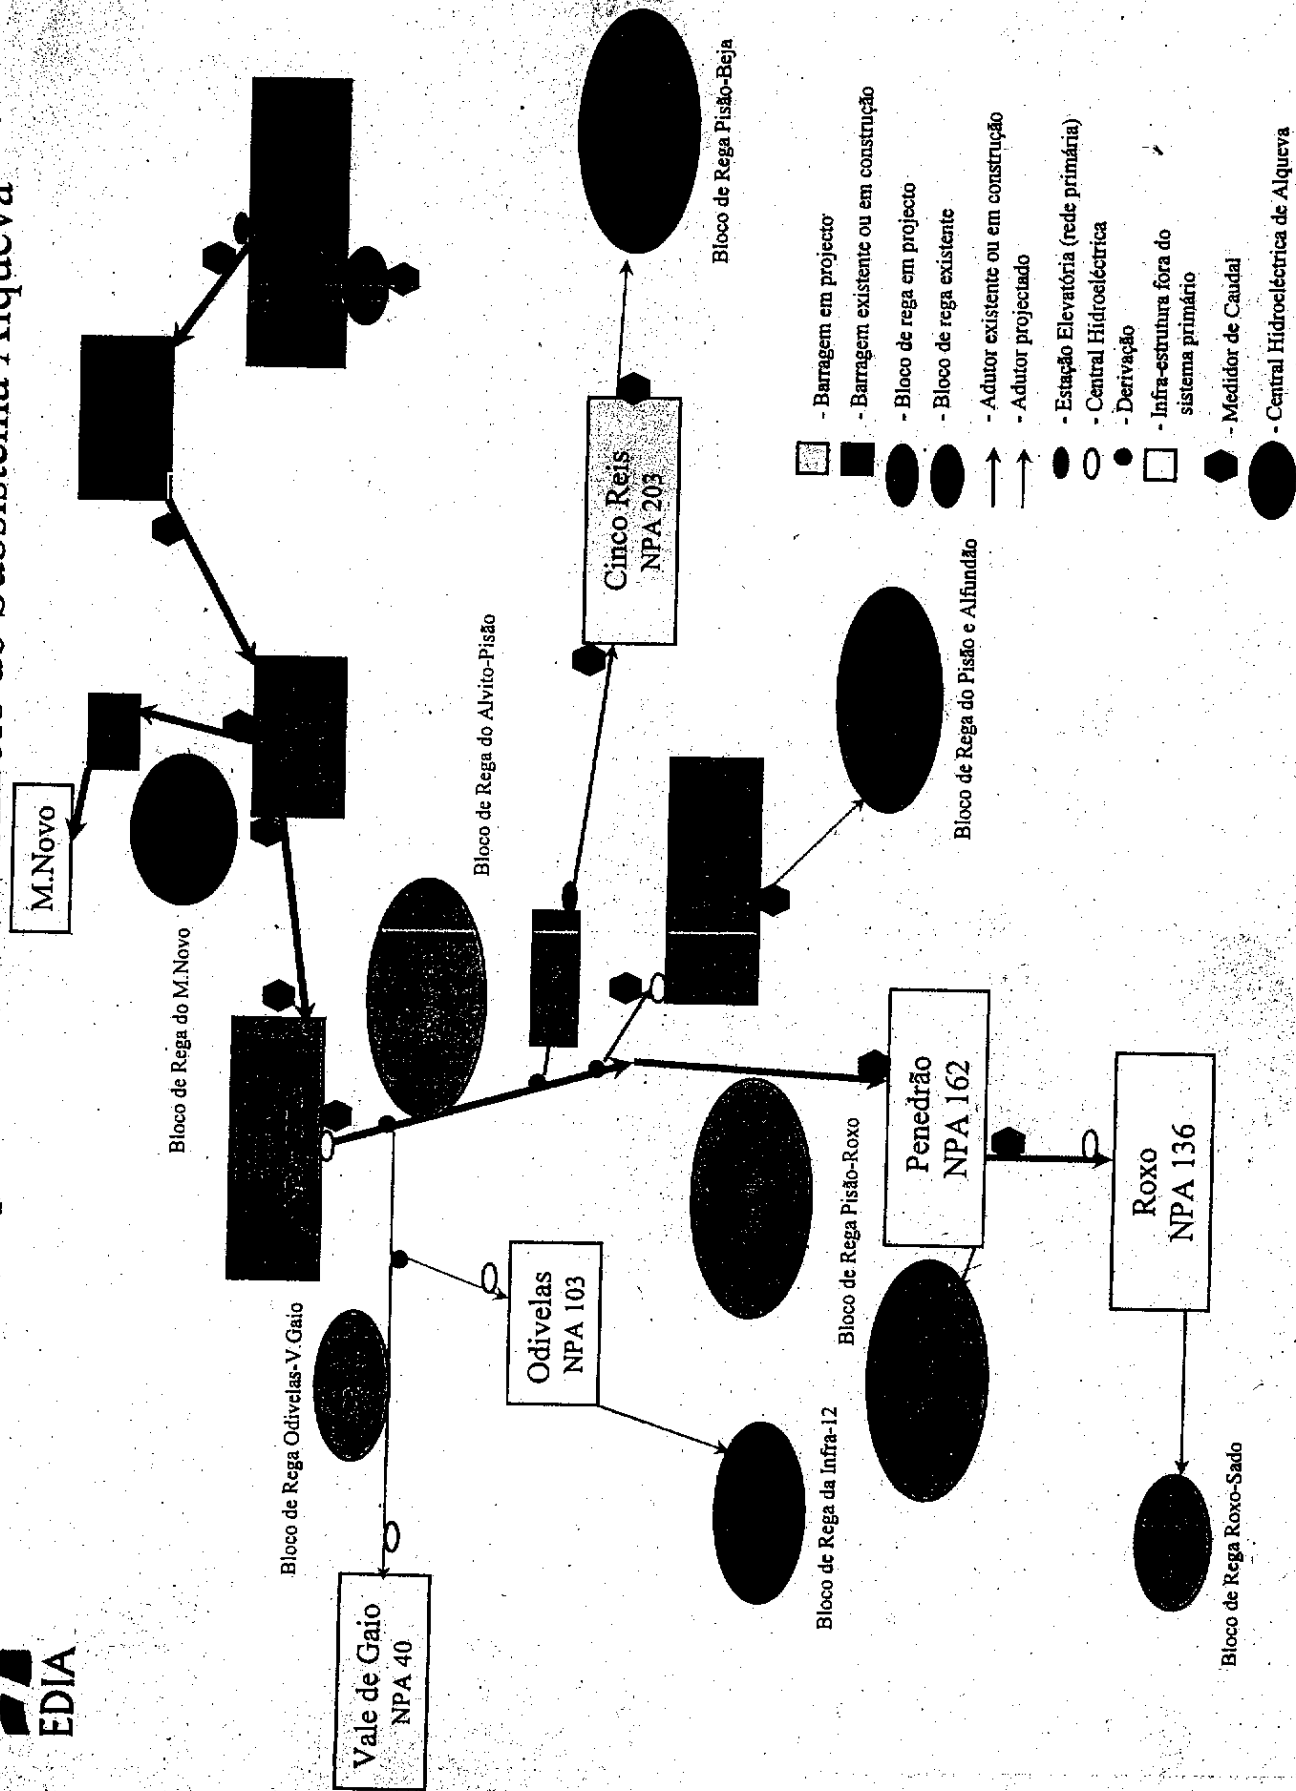 do Subsistema Alqueva
EDIA
M.Novo
Bloco de Rega do M.Novo
Bloco de Rega Odivelas-V.Gaio
Vale de Gaio
NPA 40
Odivelas
NPA 103
Bloco de Rega da Infra-12
Bloco de Rega do Alvito-Pisão
Cinco Reis
NPA 203
Bloco de Rega Pisão-Beja
Bloco de Rega do Pisão e Alfundão
Bloco de Rega Pisão-Roxo
Penedrão
NPA 162
Roxo
NPA 136
Bloco de Rega Roxo-Sado
- Barragem em projecto
- Barragem existente ou em construção
- Bloco de rega em projecto
- Bloco de rega existente
- Adutor existente ou em construção
- Adutor projectado
- Estação Elevatória (rede primária)
- Central Hidroeléctrica
- Derivação
- Infra-estrutura fora do
sistema primário
- Medidor de Caudal
- Central Hidroeléctrica de Alqueva